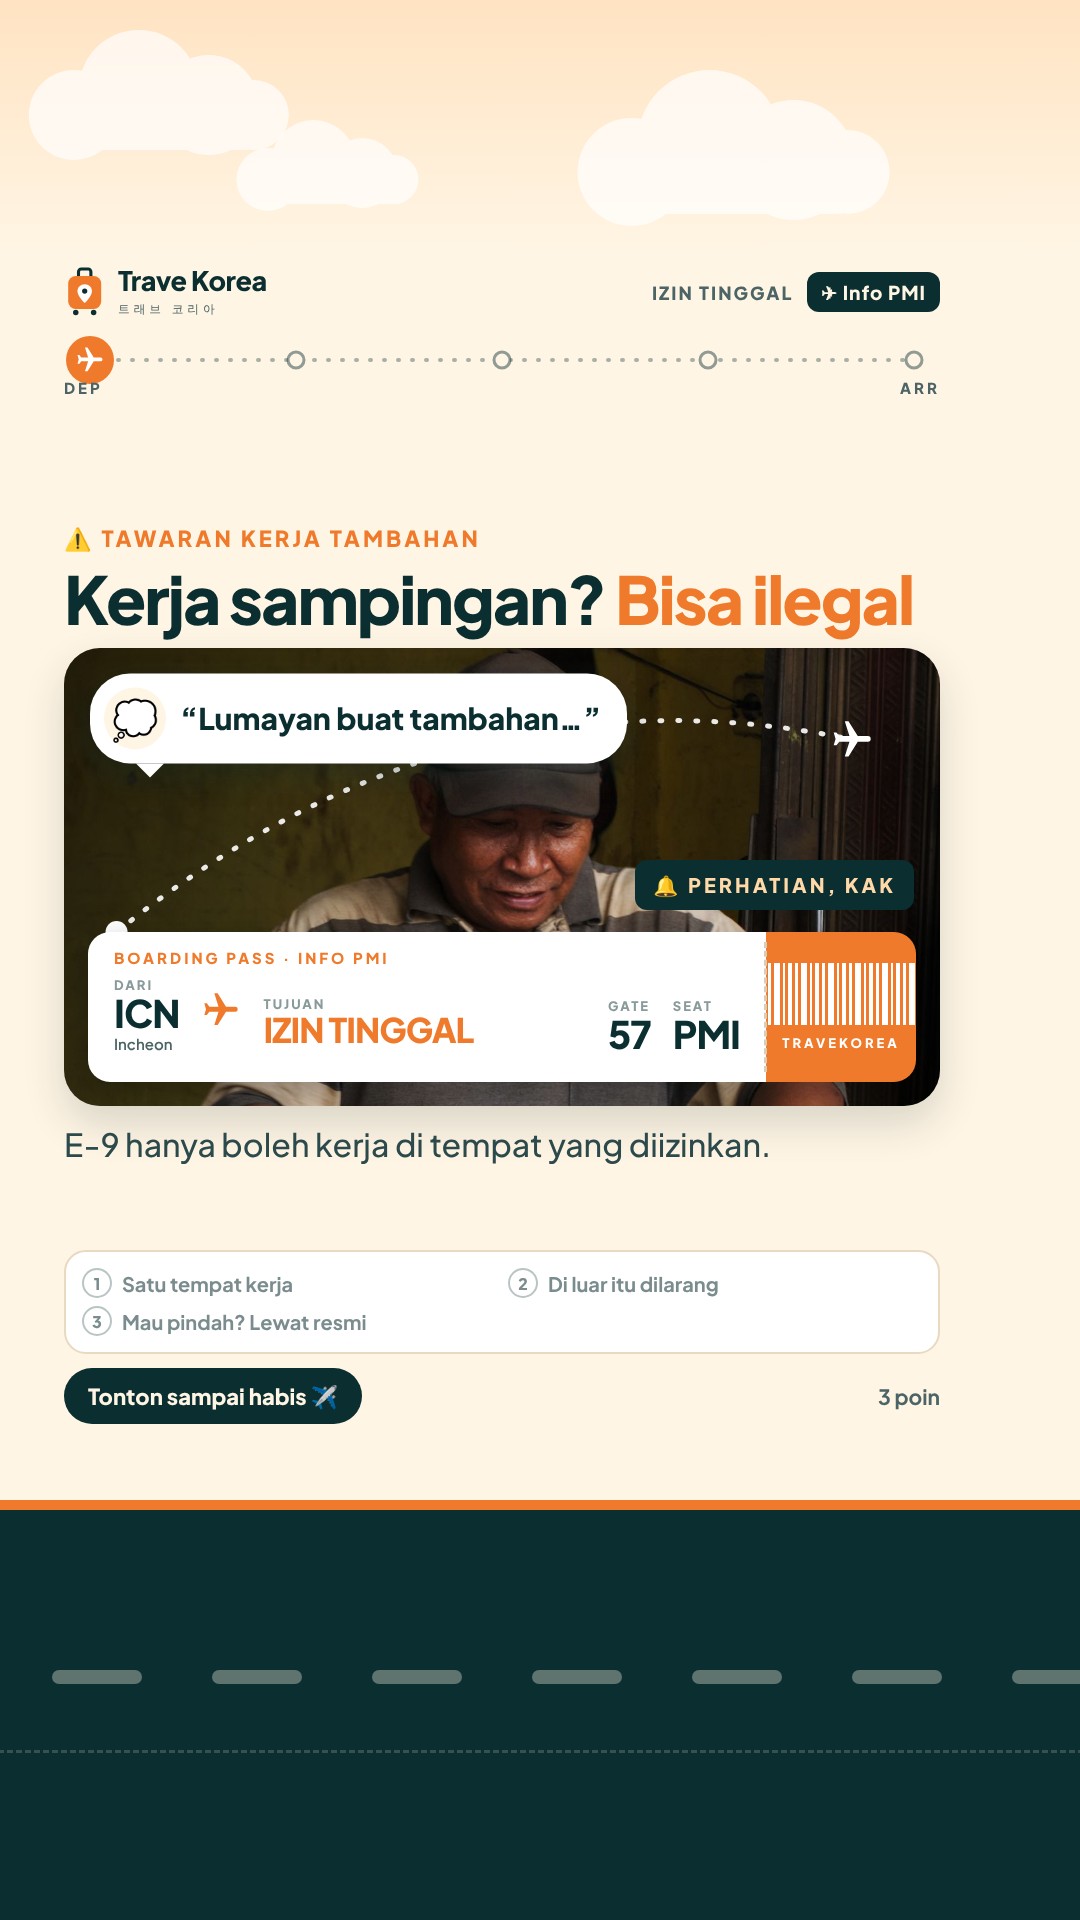 Trave Korea
트래브 코리아
IZIN TINGGAL
✈ Info PMI
DEP
ARR
⚠️ TAWARAN KERJA TAMBAHAN
Kerja sampingan? Bisa ilegal
“Lumayan buat tambahan…”
🔔 PERHATIAN, KAK
BOARDING PASS · INFO PMI
DARI
ICN
Incheon
TUJUAN
IZIN TINGGAL
GATE
57
SEAT
PMI
TRAVEKOREA
E-9 hanya boleh kerja di tempat yang diizinkan.
1 Satu tempat kerja
2 Di luar itu dilarang
3 Mau pindah? Lewat resmi
Tonton sampai habis ✈️
3 poin